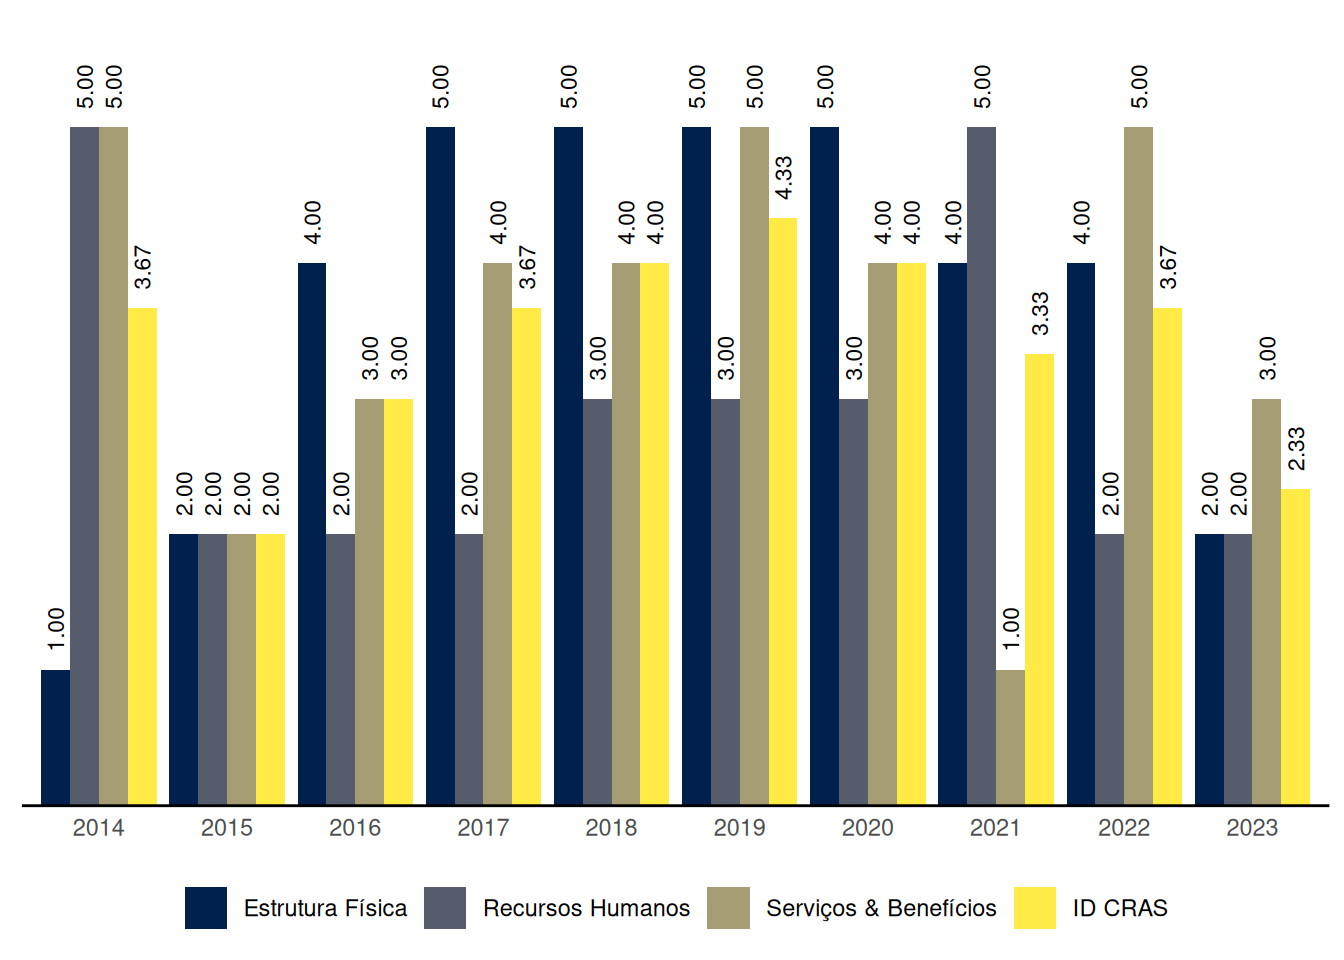 5.00 5.00 5.00 5.00 5.00 5.00 5.00 5.00 5.00
4.33
4.00 4.00 4.00 4.00 4.00 4.00 4.00 4.00
3.67 3.67 3.67
3.33
3.00 3.00 3.00 3.00 3.00 3.00
2.33
2.00 2.00 2.00 2.00 2.00 2.00 2.00 2.00 2.00
1.00 1.00
2014 2015 2016 2017 2018 2019 2020 2021 2022 2023
Estrutura Física Recursos Humanos Serviços & Benefícios ID CRAS